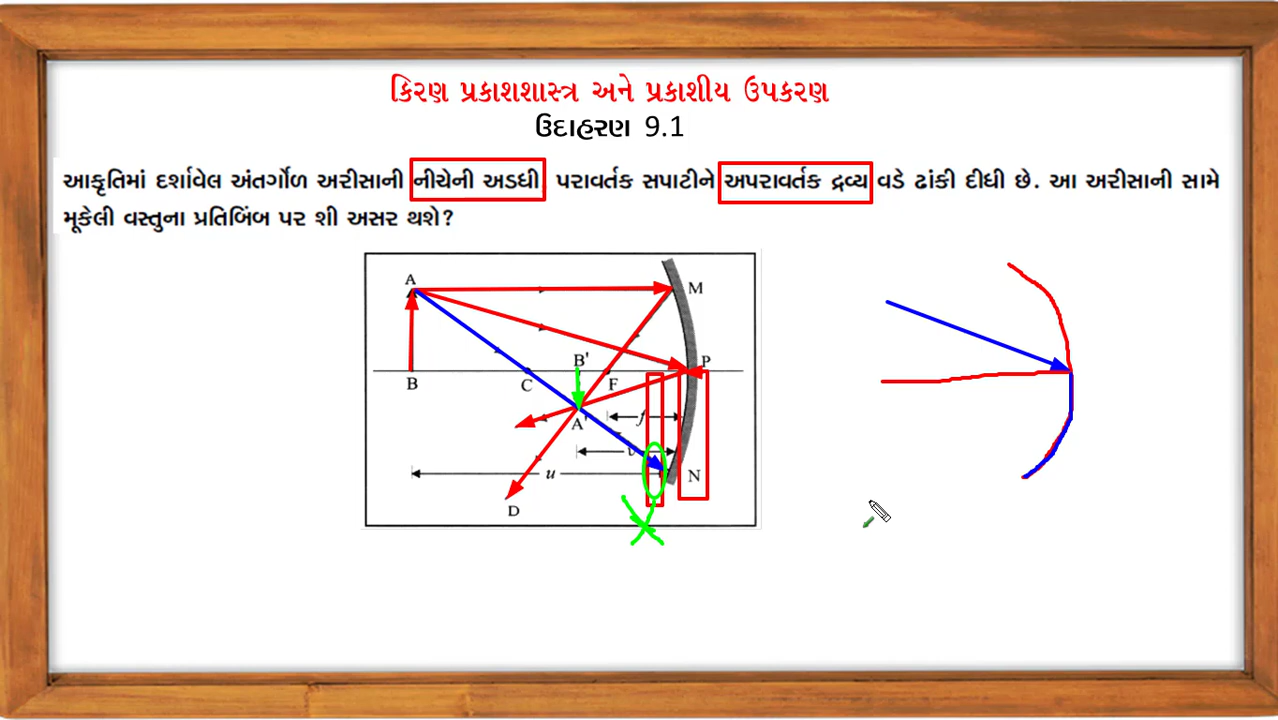 કિરણ પ્રકાશશાસ્ત્ર અને પ્રકાશીય ઉપકરણ
ઉદાહરણ 9.1
આકૃતિમાં દર્શાવેલ અંતર્ગોળ અરીસાની નીચેની અડધી પરાવર્તક સપાટીને અપરાવર્તક દ્રવ્ય વડે ઢાંકી દીધી છે. આ અરીસાની સામે
મૂકેલી વસ્તુના પ્રતિબિંબ પર શી અસર થશે?
A
M
B'
P
B
C
F
f
A'
v
u
N
D